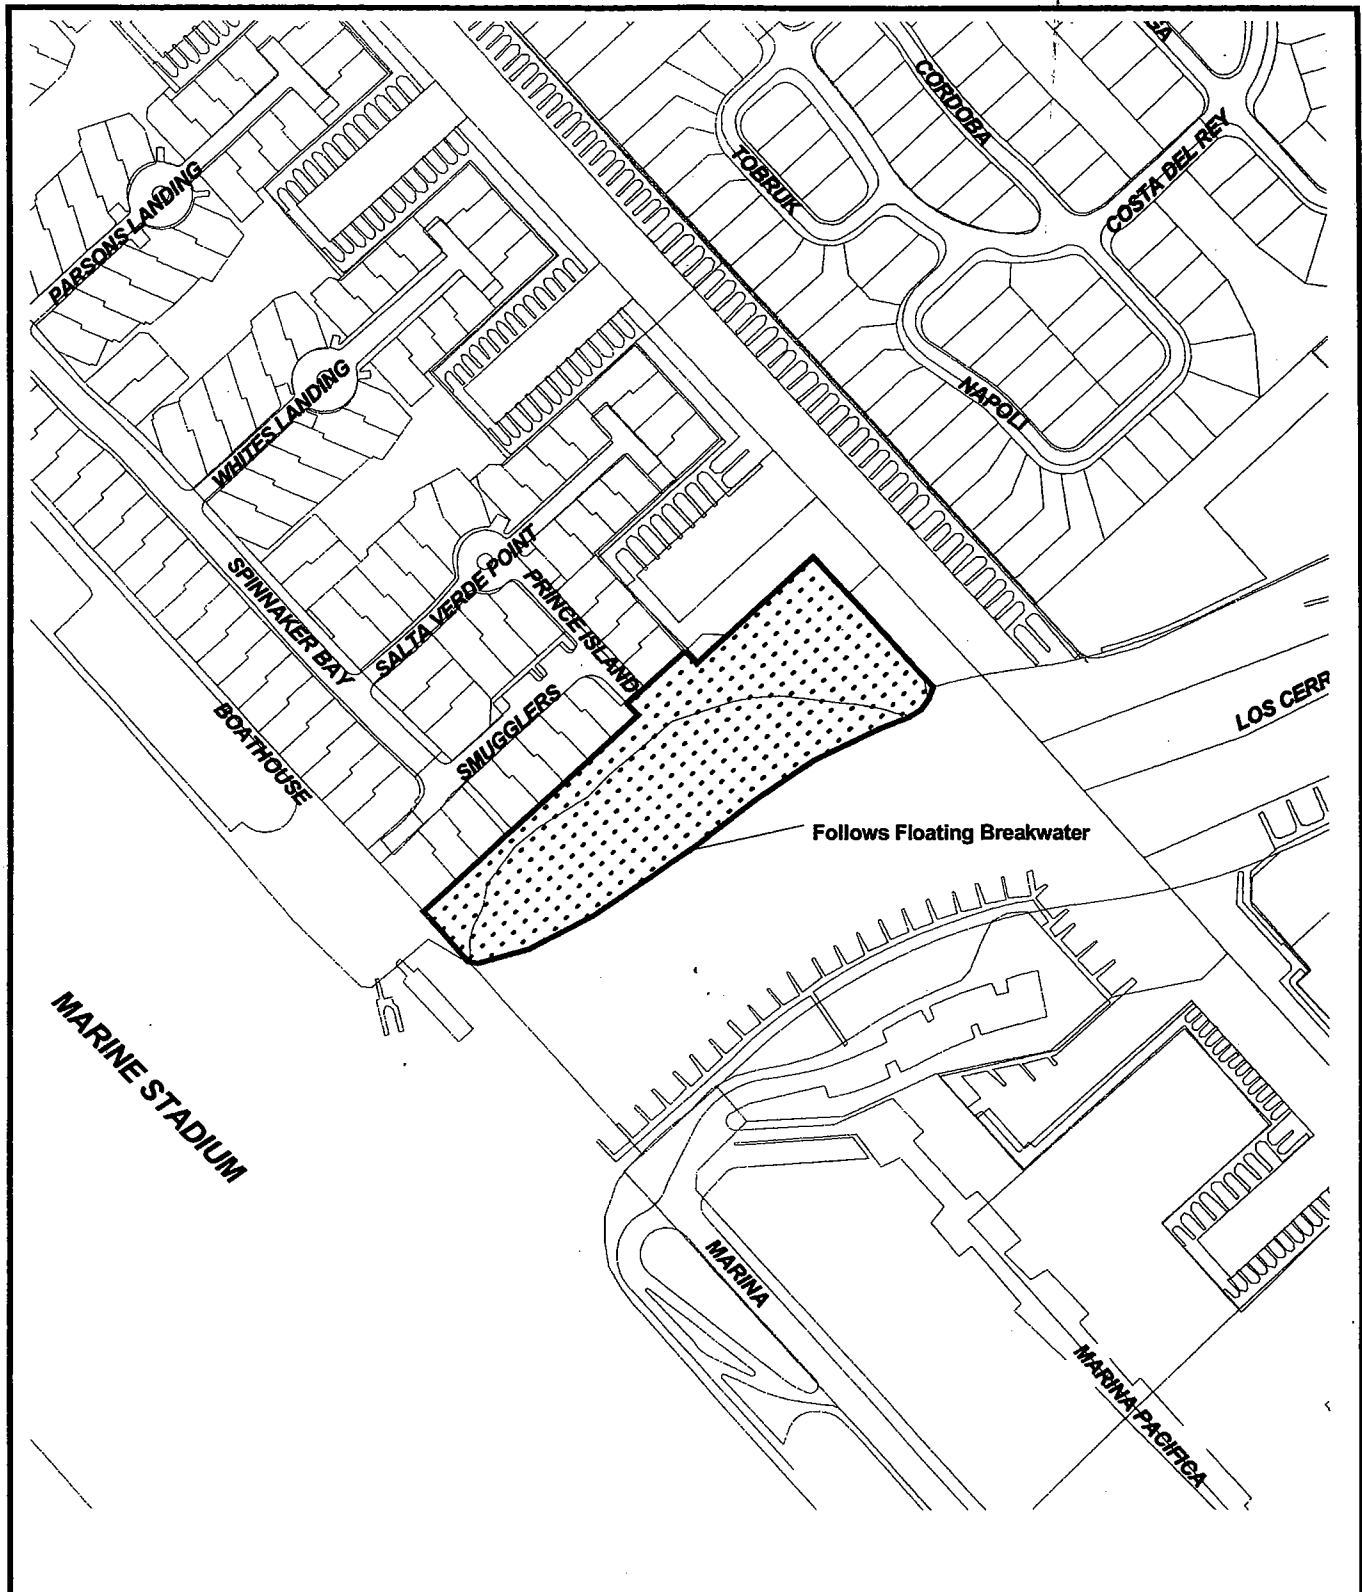 GA
CORDOBA
COSTA DEL REY
TOBRUK
PARSONS LANDING
WHITES LANDING
NAPOLI
SPINNAKER BAY
SALTA VERDE POINT
PRINCE ISLAND
LOS CERR
BOATHOUSE
SMUGGLERS
Follows Floating Breakwater
MARINE STADIUM
MARINA
MARINA PACIFICA